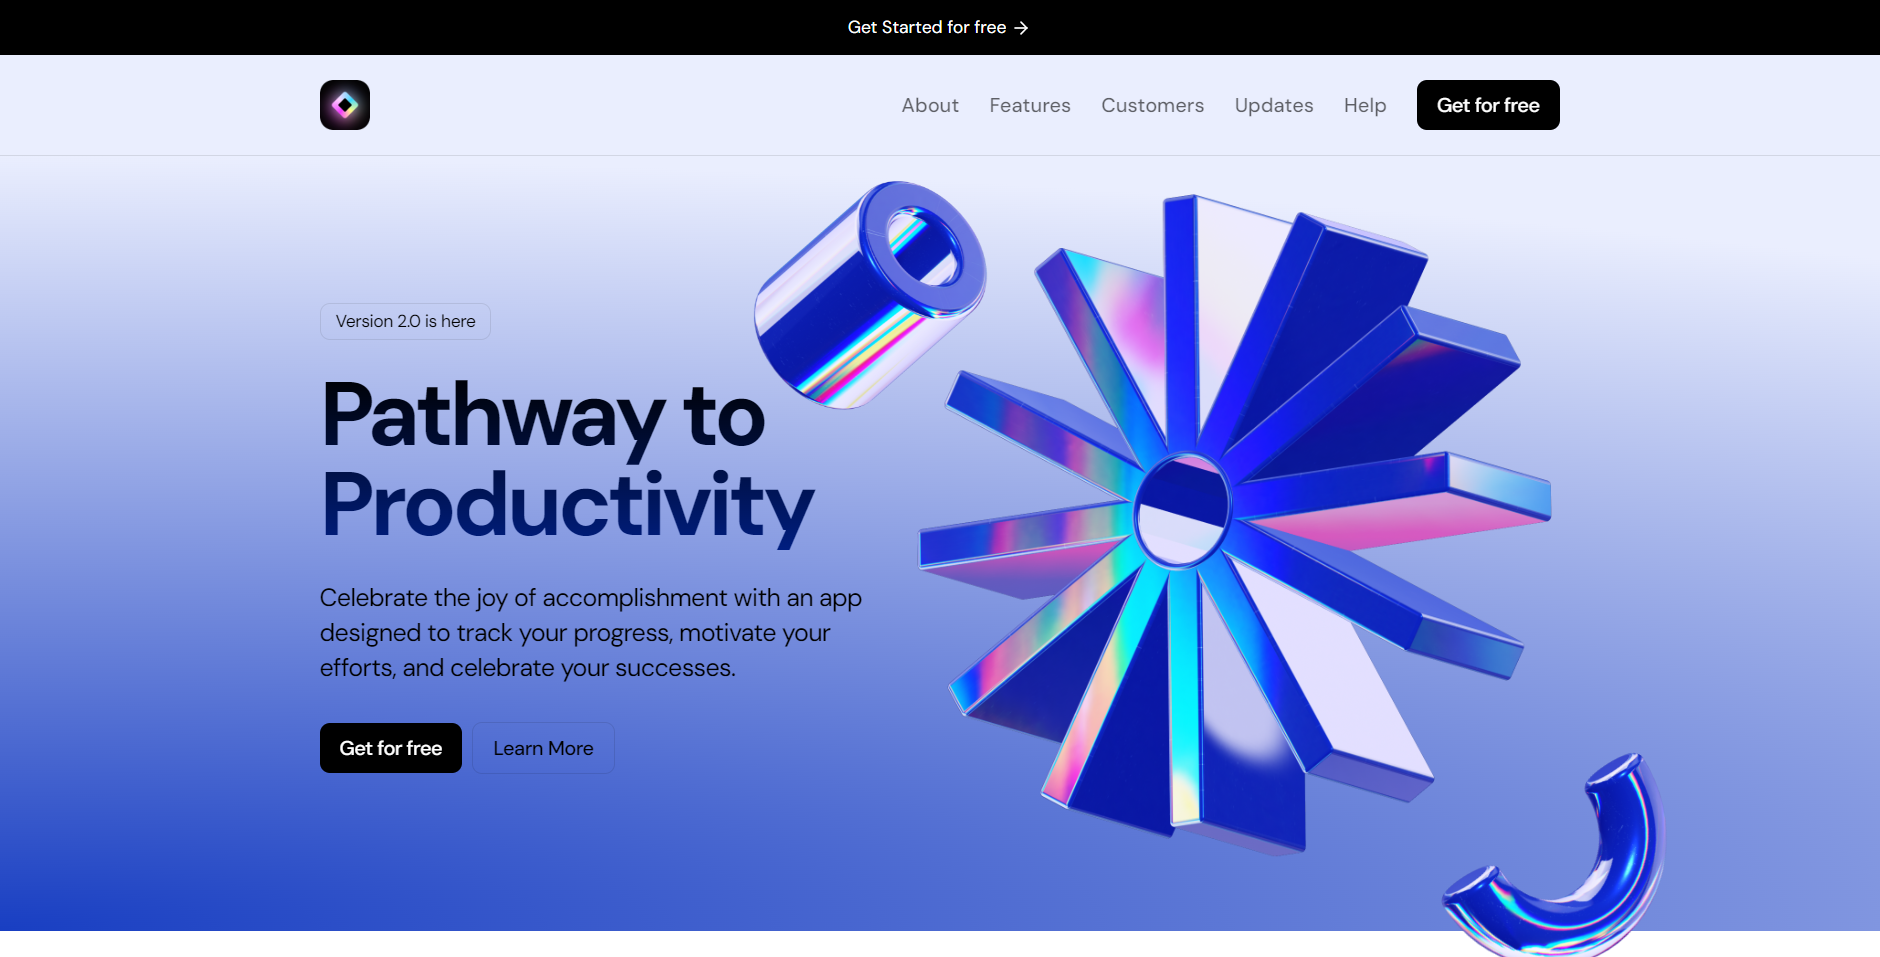 Get Started for free →
About Features Customers Updates Help Get for free
Version 2.0 is here
Pathway to
Productivity
Celebrate the joy of accomplishment with an app
designed to track your progress, motivate your
efforts, and celebrate your successes.
Get for free Learn More